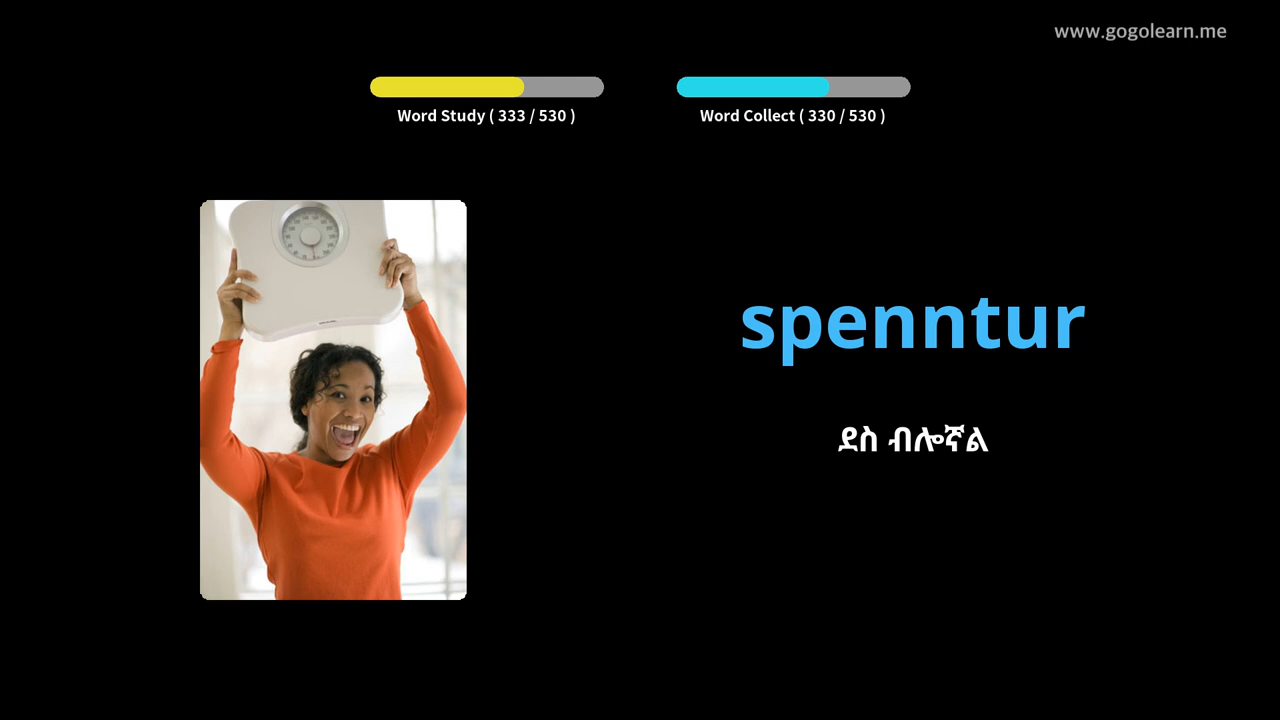 www.gogolearn.me
Word Study ( 333 / 530 )
Word Collect ( 330 / 530 )
spenntur
ደስ ብሎኛል